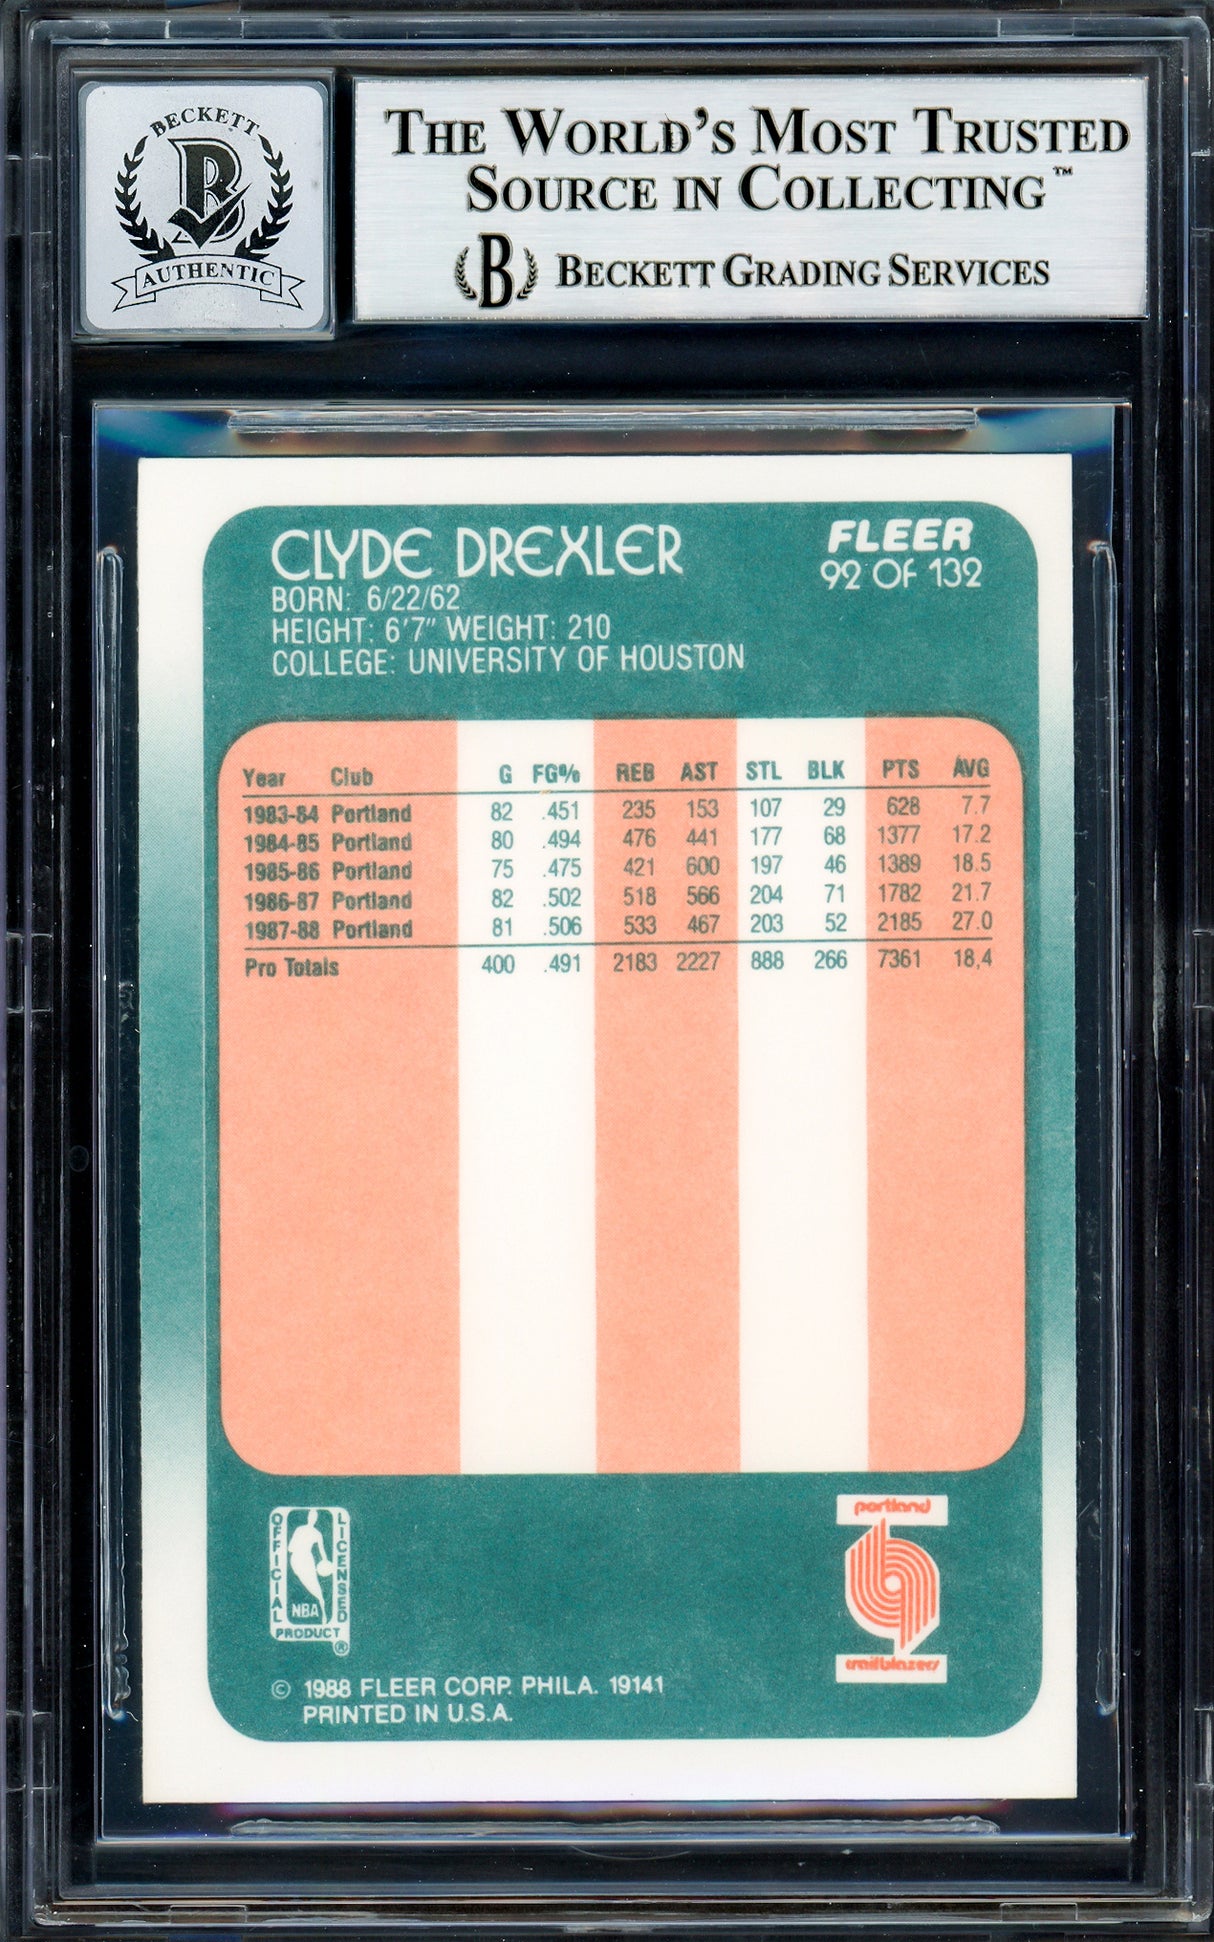 BECKETT
B
AUTHENTIC
THE WORLD'S MOST TRUSTED
SOURCE IN COLLECTING™
B BECKETT GRADING SERVICES
CLYDE DREXLER
BORN: 6/22/62
HEIGHT: 6'7" WEIGHT: 210
COLLEGE: UNIVERSITY OF HOUSTON
FLEER
92 OF 132
Year Club G FG% REB AST STL BLK PTS AVG
1983-84 Portland 82 .451 235 153 107 29 628 7.7
1984-85 Portland 80 .494 476 441 177 68 1377 17.2
1985-86 Portland 75 .475 421 600 197 46 1389 18.5
1986-87 Portland 82 .502 518 566 204 71 1782 21.7
1987-88 Portland 81 .506 533 467 203 52 2185 27.0
Pro Totals 400 .491 2183 2227 888 266 7361 18,4
OFFICIAL
LICENSED
NBA
PRODUCT
®
portland
trailblazers
© 1988 FLEER CORP. PHILA. 19141
PRINTED IN U.S.A.